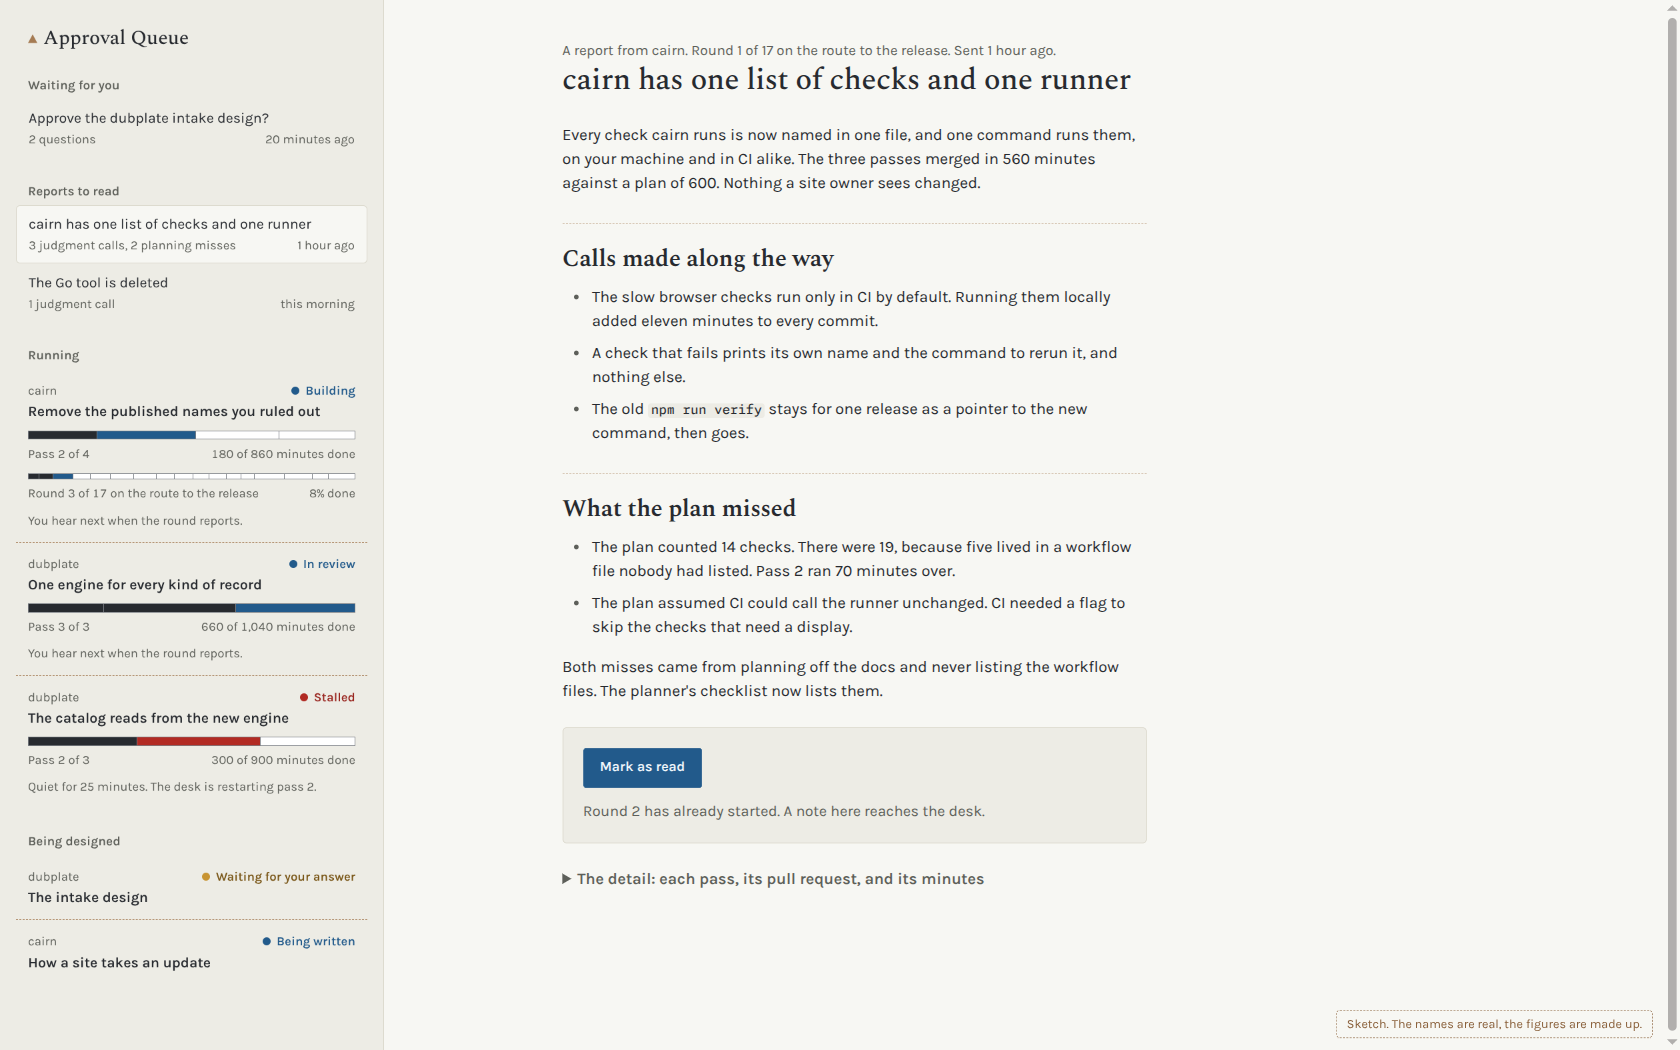 Approval Queue
Waiting for you
Approve the dubplate intake design?
2 questions 20 minutes ago
Reports to read
cairn has one list of checks and one runner
3 judgment calls, 2 planning misses 1 hour ago
The Go tool is deleted
1 judgment call this morning
Running
cairn Building
Remove the published names you ruled out
Pass 2 of 4 180 of 860 minutes done
Round 3 of 17 on the route to the release 8% done
You hear next when the round reports.
dubplate In review
One engine for every kind of record
Pass 3 of 3 660 of 1,040 minutes done
You hear next when the round reports.
dubplate Stalled
The catalog reads from the new engine
Pass 2 of 3 300 of 900 minutes done
Quiet for 25 minutes. The desk is restarting pass 2.
Being designed
dubplate Waiting for your answer
The intake design
cairn Being written
How a site takes an update
A report from cairn. Round 1 of 17 on the route to the release. Sent 1 hour ago.
cairn has one list of checks and one runner
Every check cairn runs is now named in one file, and one command runs them,
on your machine and in CI alike. The three passes merged in 560 minutes
against a plan of 600. Nothing a site owner sees changed.
Calls made along the way
• The slow browser checks run only in CI by default. Running them locally
added eleven minutes to every commit.
• A check that fails prints its own name and the command to rerun it, and
nothing else.
• The old npm run verify stays for one release as a pointer to the new
command, then goes.
What the plan missed
• The plan counted 14 checks. There were 19, because five lived in a workflow
file nobody had listed. Pass 2 ran 70 minutes over.
• The plan assumed CI could call the runner unchanged. CI needed a flag to
skip the checks that need a display.
Both misses came from planning off the docs and never listing the workflow
files. The planner's checklist now lists them.
Mark as read
Round 2 has already started. A note here reaches the desk.
The detail: each pass, its pull request, and its minutes
Sketch. The names are real, the figures are made up.